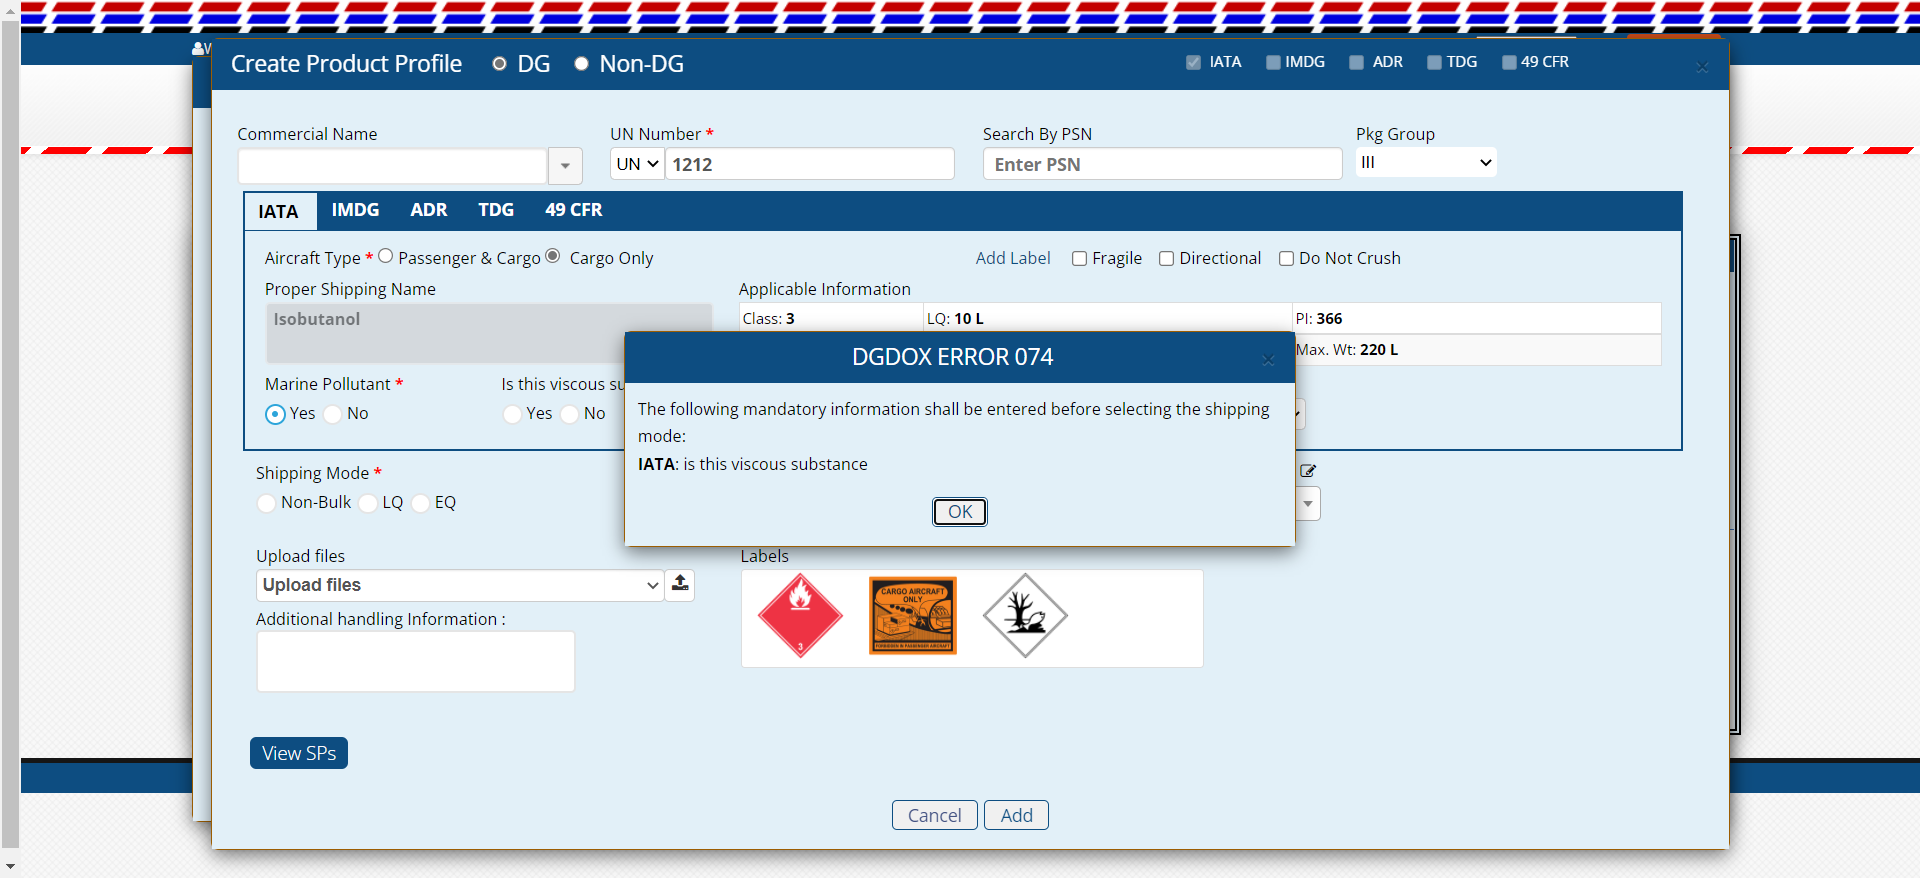 W
Create Product Profile DG Non-DG IATA IMDG ADR TDG 49 CFR
Commercial Name UN Number * Search By PSN Pkg Group
UN 1212 Enter PSN III
IATA IMDG ADR TDG 49 CFR
Aircraft Type * Passenger & Cargo Cargo Only Add Label Fragile Directional Do Not Crush
Proper Shipping Name Applicable Information
Isobutanol Class: 3 LQ: 10 L PI: 366
Max. Wt: 220 L
DGDOX ERROR 074
Marine Pollutant * Is this viscous su
Yes No Yes No
The following mandatory information shall be entered before selecting the shipping
mode:
IATA: is this viscous substance
OK
Shipping Mode *
Non-Bulk LQ EQ
Upload files Labels
Upload files
3
CARGO AIRCRAFT
ONLY
FORBIDDEN IN PASSENGER AIRCRAFT
Additional handling Information :
View SPs
Cancel Add